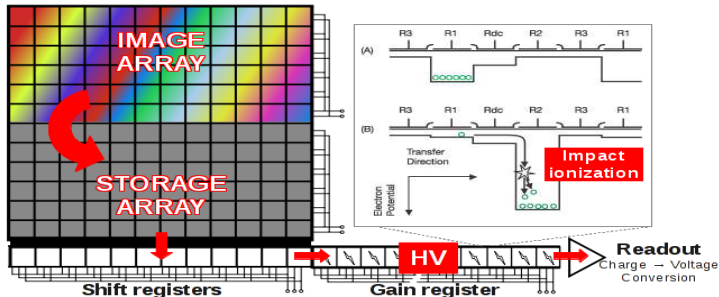 IMAGE
ARRAY
STORAGE
ARRAY
R3 R1 Rdc R2 R3 R1
(A)
R3 R1 Rdc R2 R3 R1
(B)
Transfer
Direction
Electron
Potential
Impact
ionization
HV
Readout
Charge → Voltage
Conversion
Shift registers
Gain register